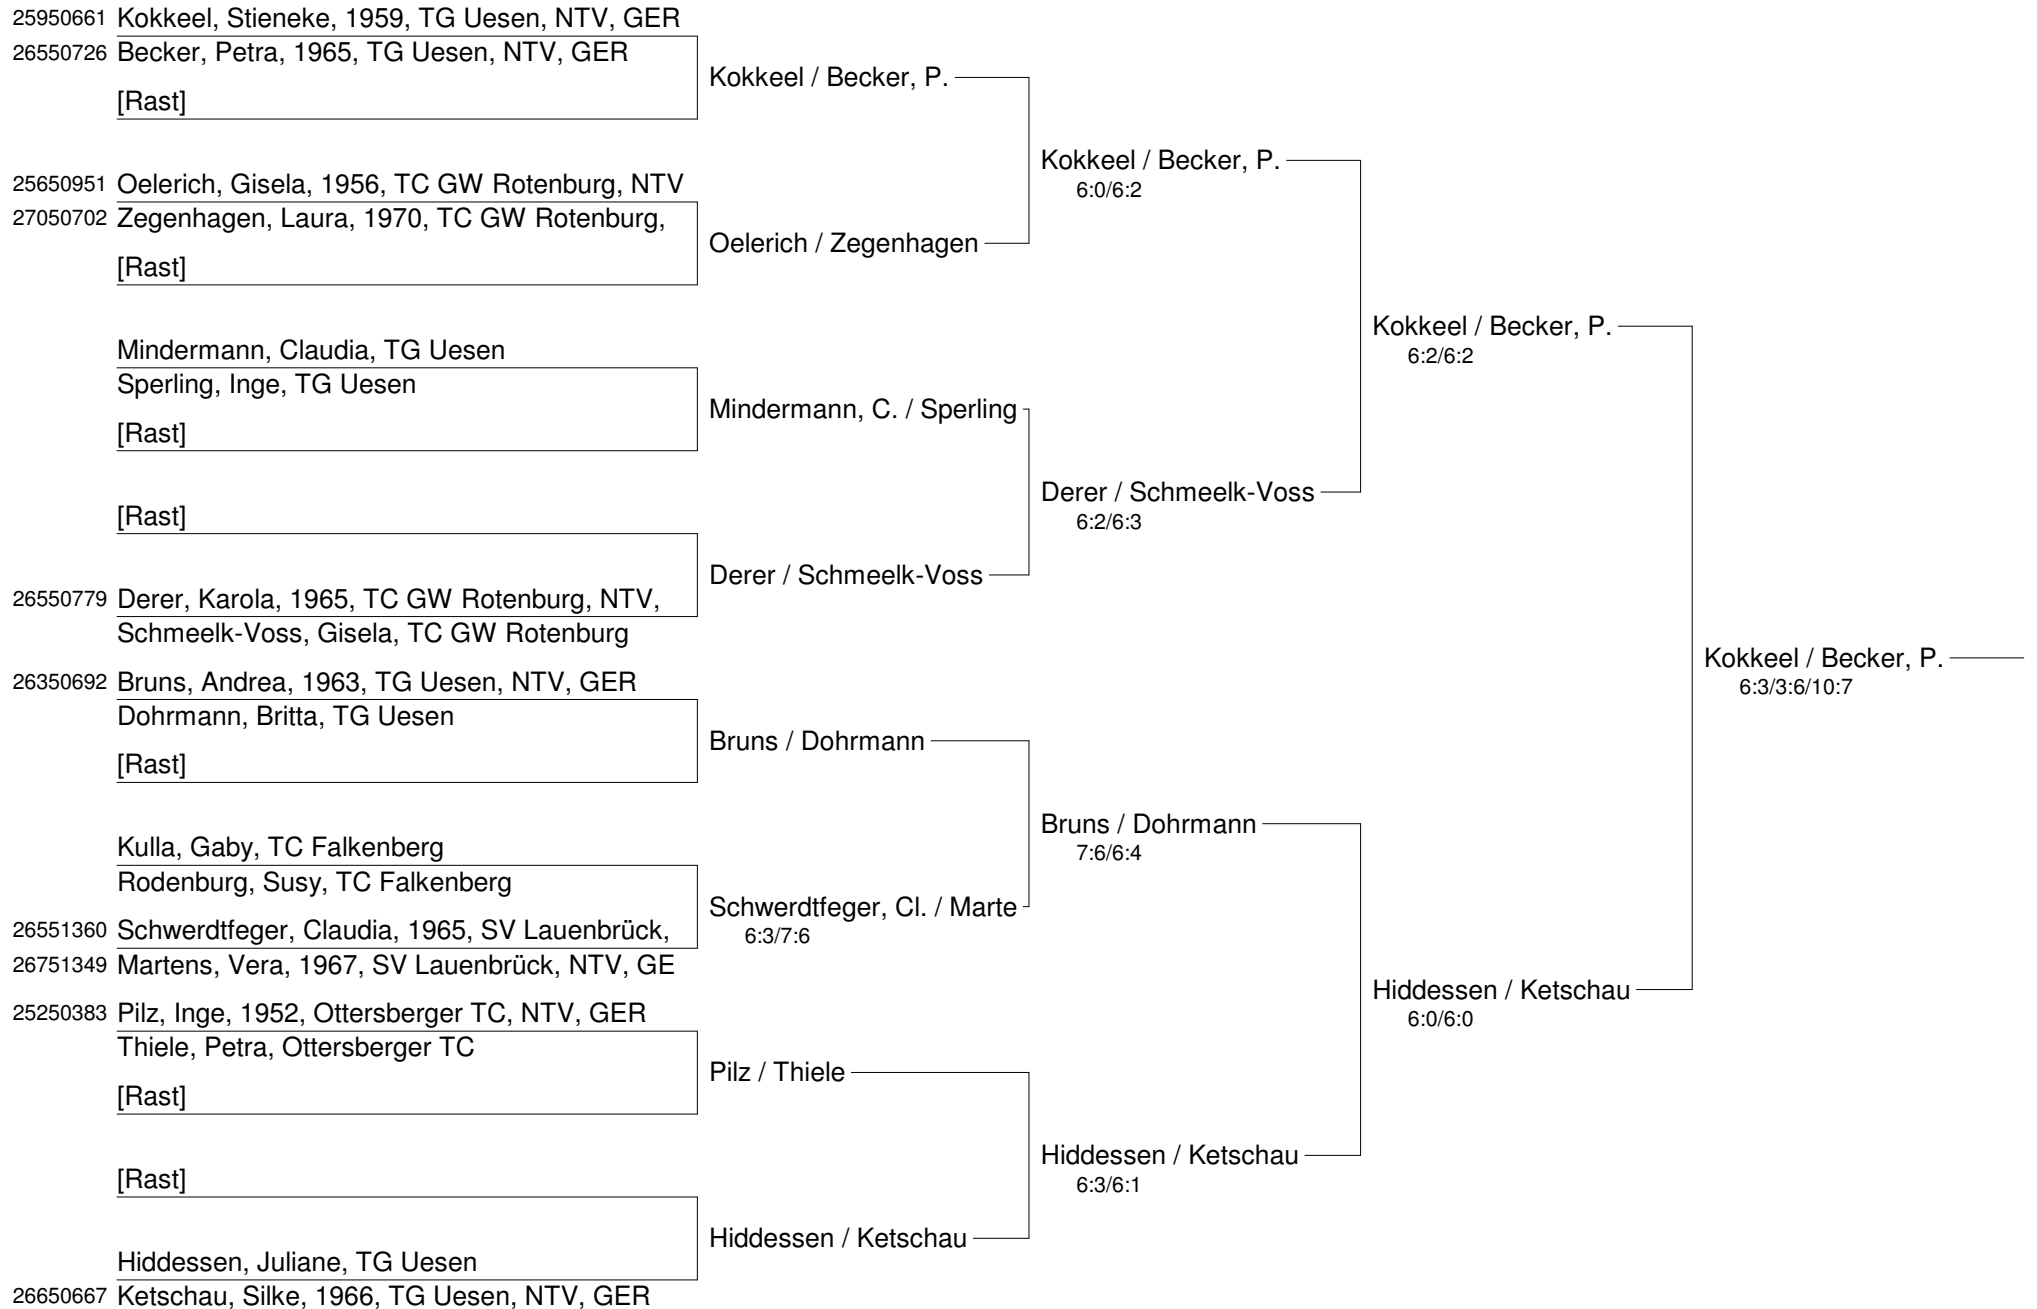 25950661 Kokkeel, Stieneke, 1959, TG Uesen, NTV, GER
26550726 Becker, Petra, 1965, TG Uesen, NTV, GER
Kokkeel / Becker, P.
[Rast]
Kokkeel / Becker, P.
6:0/6:2
25650951 Oelerich, Gisela, 1956, TC GW Rotenburg, NTV
27050702 Zegenhagen, Laura, 1970, TC GW Rotenburg,
Oelerich / Zegenhagen
[Rast]
Kokkeel / Becker, P.
6:2/6:2
Mindermann, Claudia, TG Uesen
Sperling, Inge, TG Uesen
Mindermann, C. / Sperling
[Rast]
Derer / Schmeelk-Voss
6:2/6:3
[Rast]
Derer / Schmeelk-Voss
26550779 Derer, Karola, 1965, TC GW Rotenburg, NTV,
Schmeelk-Voss, Gisela, TC GW Rotenburg
Kokkeel / Becker, P.
6:3/3:6/10:7
26350692 Bruns, Andrea, 1963, TG Uesen, NTV, GER
Dohrmann, Britta, TG Uesen
Bruns / Dohrmann
[Rast]
Bruns / Dohrmann
7:6/6:4
Kulla, Gaby, TC Falkenberg
Rodenburg, Susy, TC Falkenberg
Schwerdtfeger, Cl. / Marte
6:3/7:6
26551360 Schwerdtfeger, Claudia, 1965, SV Lauenbrück,
26751349 Martens, Vera, 1967, SV Lauenbrück, NTV, GE
Hiddessen / Ketschau
6:0/6:0
25250383 Pilz, Inge, 1952, Ottersberger TC, NTV, GER
Thiele, Petra, Ottersberger TC
Pilz / Thiele
[Rast]
Hiddessen / Ketschau
6:3/6:1
[Rast]
Hiddessen / Ketschau
Hiddessen, Juliane, TG Uesen
26650667 Ketschau, Silke, 1966, TG Uesen, NTV, GER